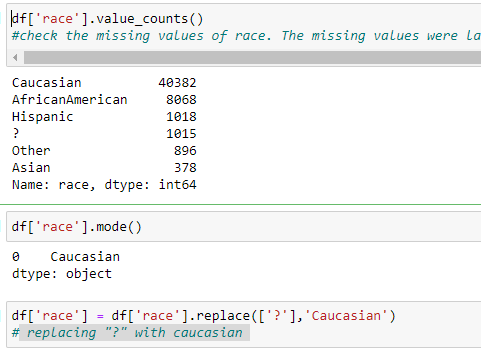 df['race'].value_counts()
#check the missing values of race. The missing values were la
Caucasian 40382
AfricanAmerican 8068
Hispanic 1018
? 1015
Other 896
Asian 378
Name: race, dtype: int64
df['race'].mode()
0 Caucasian
dtype: object
df['race'] = df['race'].replace(['?'],'Caucasian')
# replacing "?" with caucasian